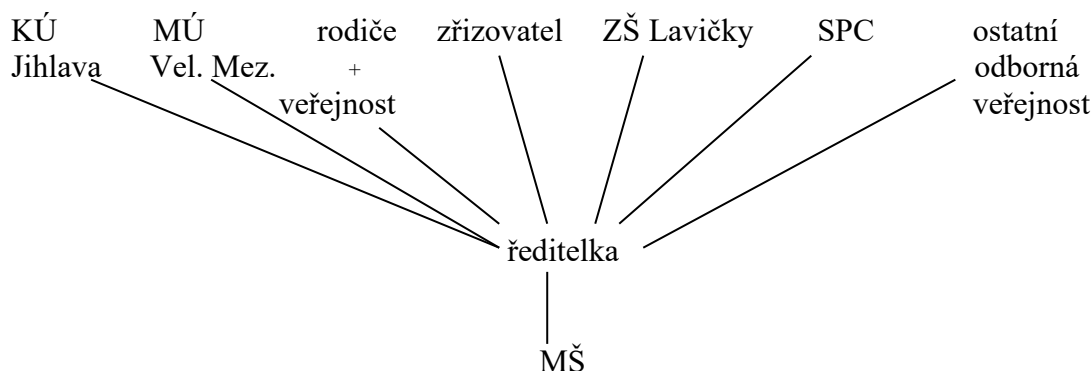 KÚ MÚ rodiče zřizovatel ZŠ Lavičky SPC ostatní
Jihlava Vel. Mez. + odborná
veřejnost veřejnost
ředitelka
MŠ